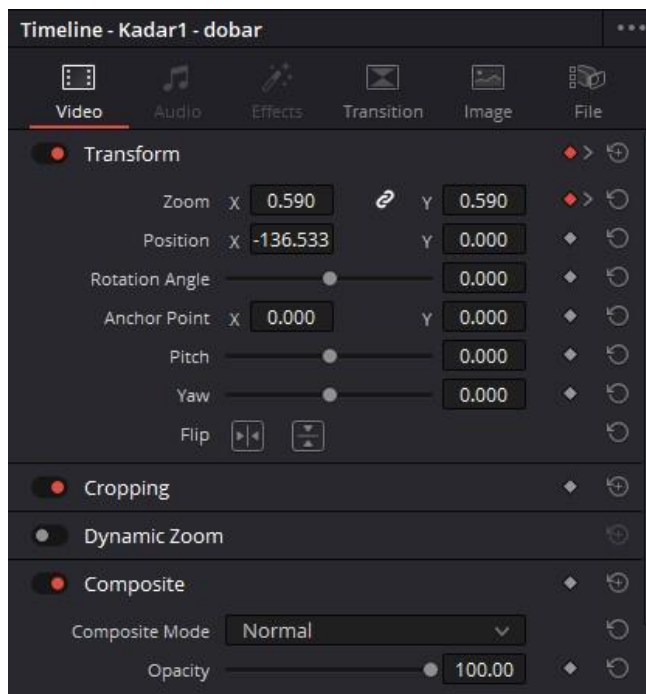 Timeline - Kadar1 - dobar
Video Audio Effects Transition Image File
Transform
Zoom X 0.590 Y 0.590
Position X -136.533 Y 0.000
Rotation Angle 0.000
Anchor Point X 0.000 Y 0.000
Pitch 0.000
Yaw 0.000
Flip
Cropping
Dynamic Zoom
Composite
Composite Mode Normal
Opacity 100.00